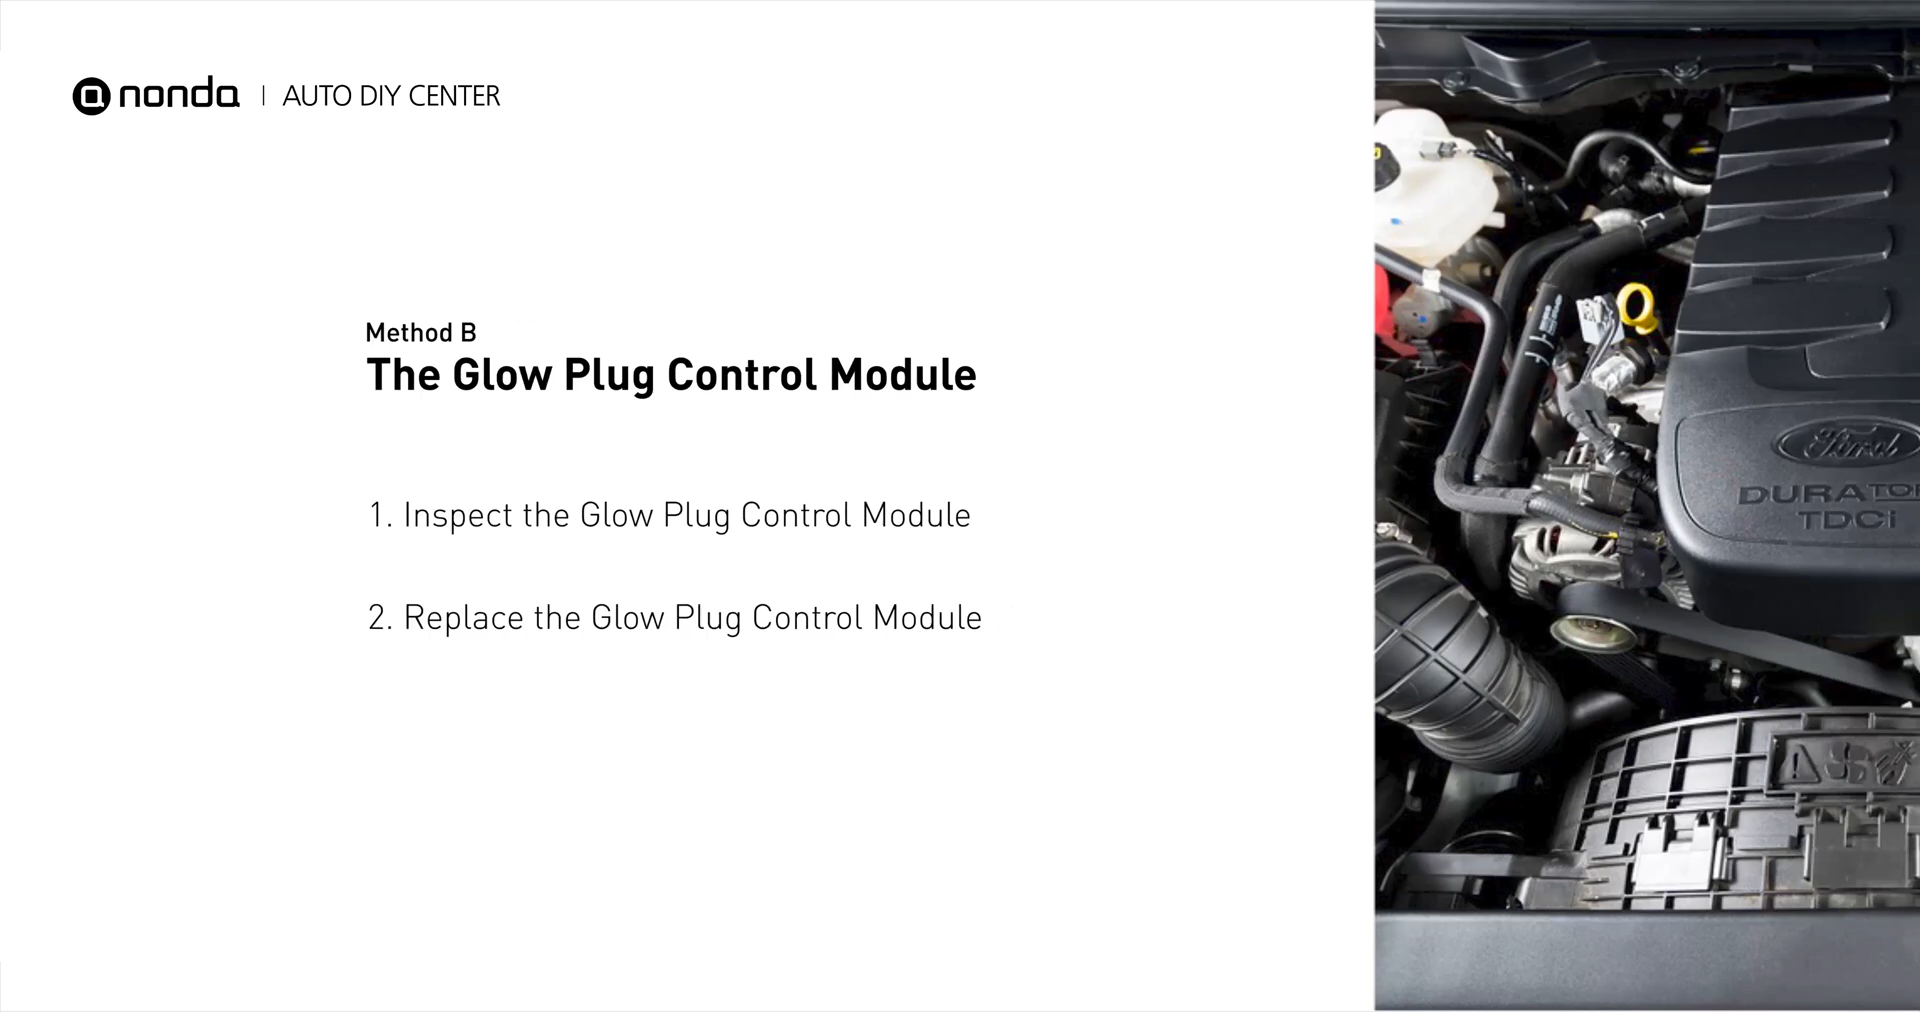 nonda | AUTO DIY CENTER
Method B
The Glow Plug Control Module
1. Inspect the Glow Plug Control Module
2. Replace the Glow Plug Control Module
Ford
DURATOR
TDCi